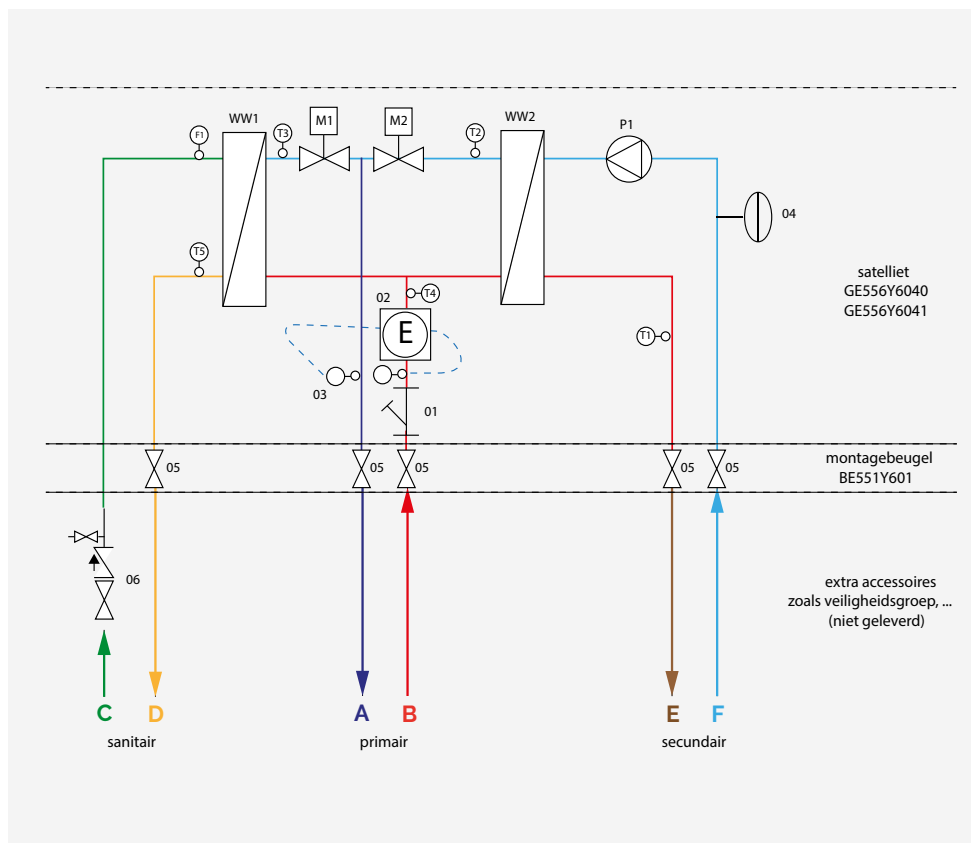 WW1
M1
M2
WW2
P1
F1
T3
T2
04
T5
satelliet
GE556Y6040
GE556Y6041
02
T4
E
T1
03
01
05
05
05
05
05
montagebeugel
BE551Y601
06
extra accessoires
zoals veiligheidsgroep, ...
(niet geleverd)
C
D
A
B
E
F
sanitair
primair
secundair